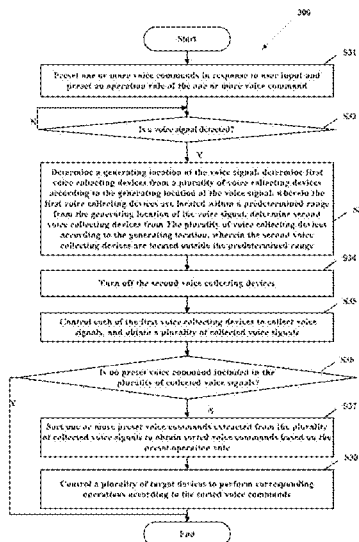 300
Start
S31
Preset one or more voice commands in response to user input and
preset an operation rule of the one or more voice command
S32
Is a voice signal detected?
N
Y
Determine a generating location of the voice signal, determine first
voice collecting devices from a plurality of voice collecting devices
according to the generating location of the voice signal, wherein the
first voice collecting devices are located within a predetermined
range from the generating location of the voice signal, determine second
voice collecting devices from The plurality of voice collecting devices
according to the generating location, wherein the second voice
collecting devices are located outside the predetermined range
S34
Turn off the second voice collecting devices
S35
Control each of the first voice collecting devices to collect voice
signals, and obtain a plurality of collected voice signals
S36
Is no preset voice command included in the
plurality of collected voice signals?
S37
Sort one or more preset voice commands extracted from the plurality
of collected voice signals to obtain sorted voice commands based on the
preset operation rule
S38
Control a plurality of target devices to perform corresponding
operations according to the sorted voice commands
End